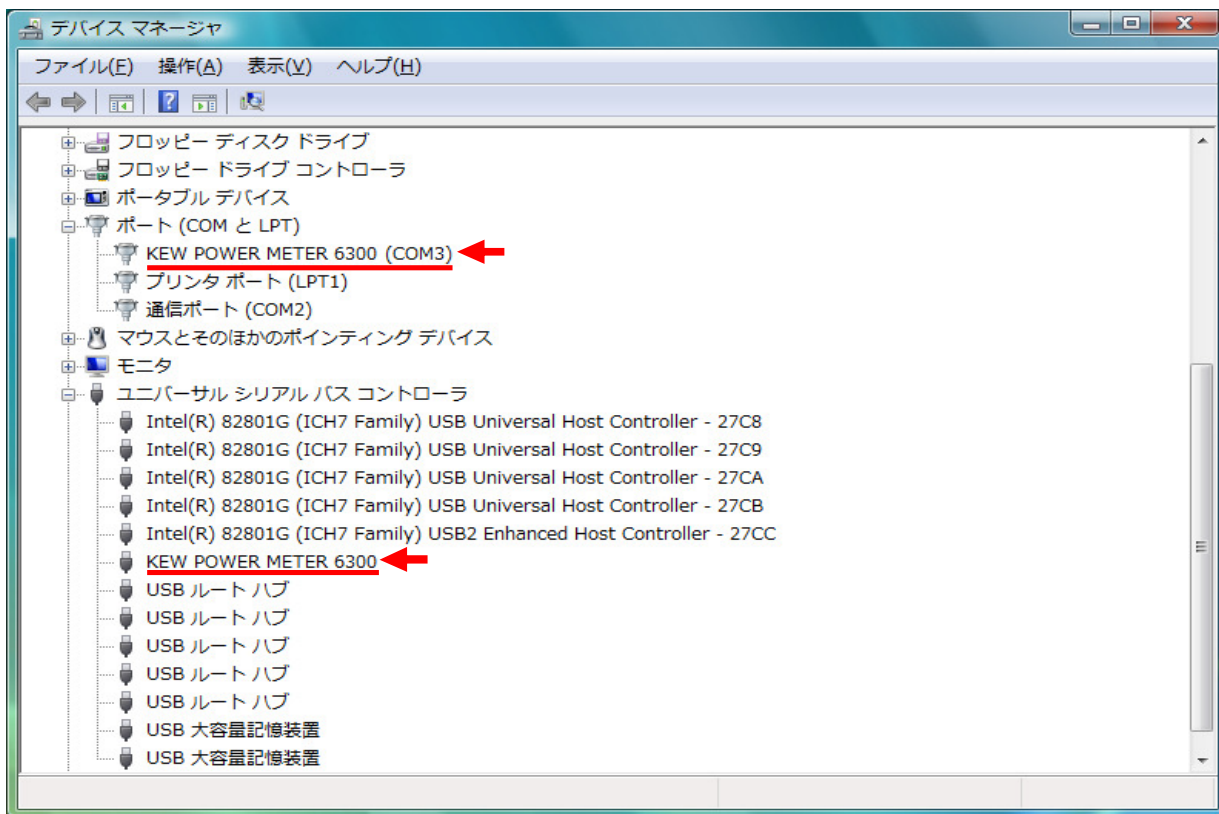 デバイス マネージャ
ファイル(F) 操作(A) 表示(V) ヘルプ(H)
フロッピー ディスク ドライブ
フロッピー ドライブ コントローラ
ポータブル デバイス
ポート (COM と LPT)
KEW POWER METER 6300 (COM3)
プリンタ ポート (LPT1)
通信ポート (COM2)
マウスとそのほかのポインティング デバイス
モニタ
ユニバーサル シリアル バス コントローラ
Intel(R) 82801G (ICH7 Family) USB Universal Host Controller - 27C8
Intel(R) 82801G (ICH7 Family) USB Universal Host Controller - 27C9
Intel(R) 82801G (ICH7 Family) USB Universal Host Controller - 27CA
Intel(R) 82801G (ICH7 Family) USB Universal Host Controller - 27CB
Intel(R) 82801G (ICH7 Family) USB2 Enhanced Host Controller - 27CC
KEW POWER METER 6300
USB ルート ハブ
USB ルート ハブ
USB ルート ハブ
USB ルート ハブ
USB ルート ハブ
USB 大容量記憶装置
USB 大容量記憶装置